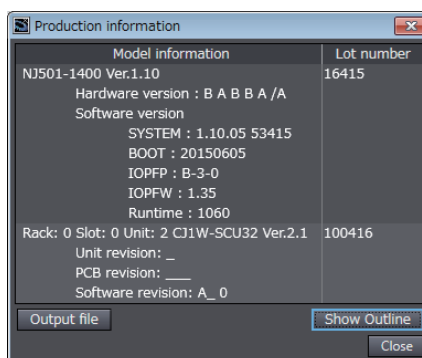 Production information
Model information Lot number
NJ501-1400 Ver.1.10 16415
Hardware version : B A B B A /A
Software version
SYSTEM : 1.10.05 53415
BOOT : 20150605
IOPFP : B-3-0
IOPFW : 1.35
Runtime : 1060
Rack: 0 Slot: 0 Unit: 2 CJ1W-SCU32 Ver.2.1 100416
Unit revision: _
PCB revision: ___
Software revision: A_ 0
Output file Show Outline
Close